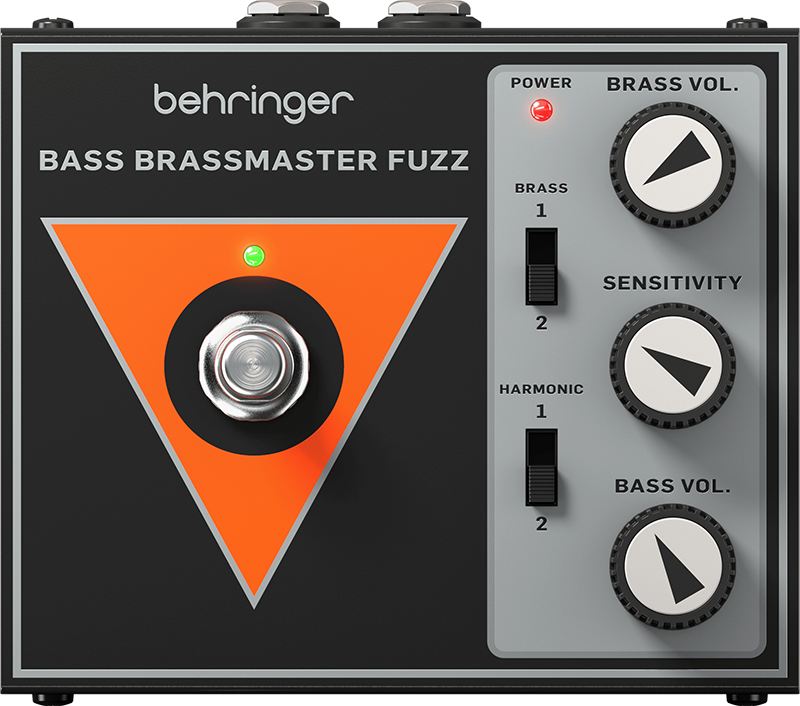 behringer
BASS BRASSMASTER FUZZ
POWER
BRASS VOL.
BRASS
1
2
SENSITIVITY
HARMONIC
1
2
BASS VOL.